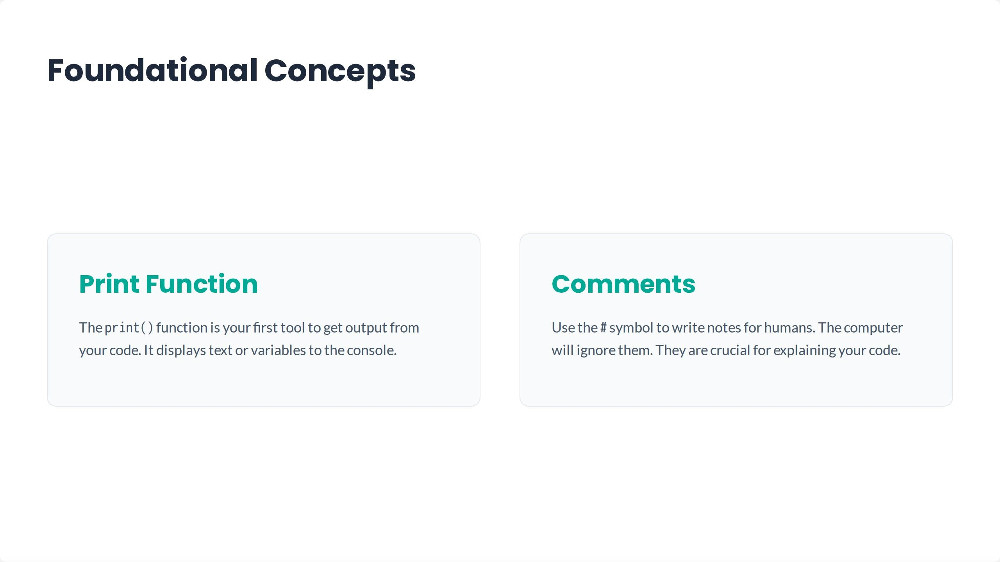 Foundational Concepts
Print Function
The print() function is your first tool to get output from
your code. It displays text or variables to the console.
Comments
Use the # symbol to write notes for humans. The computer
will ignore them. They are crucial for explaining your code.